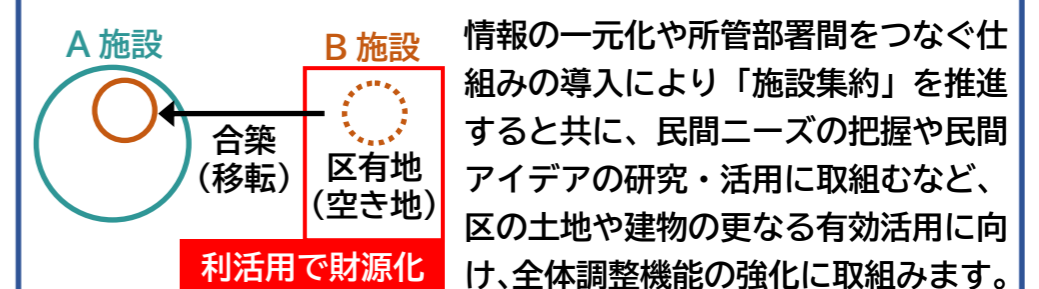 A 施設
B 施設
合築
(移転)
区有地
(空き地)
利活用で財源化
情報の一元化や所管部署間をつなぐ仕
組みの導入により「施設集約」を推進
すると共に、民間ニーズの把握や民間
アイデアの研究・活用に取組むなど、
区の土地や建物の更なる有効活用に向
け、全体調整機能の強化に取組みます。